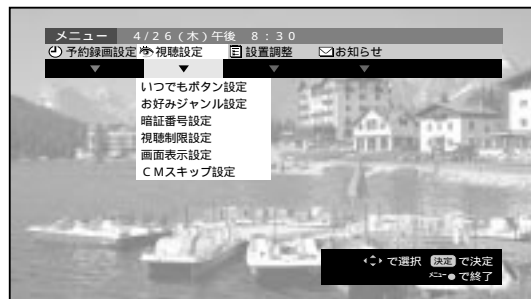 メニュー 4/26(木)午後 8:30
予約録画設定 視聴設定 設置調整 お知らせ
いつでもボタン設定
お好みジャンル設定
暗証番号設定
視聴制限設定
画面表示設定
CMスキップ設定
で選択 決定 で決定
メニュー で終了